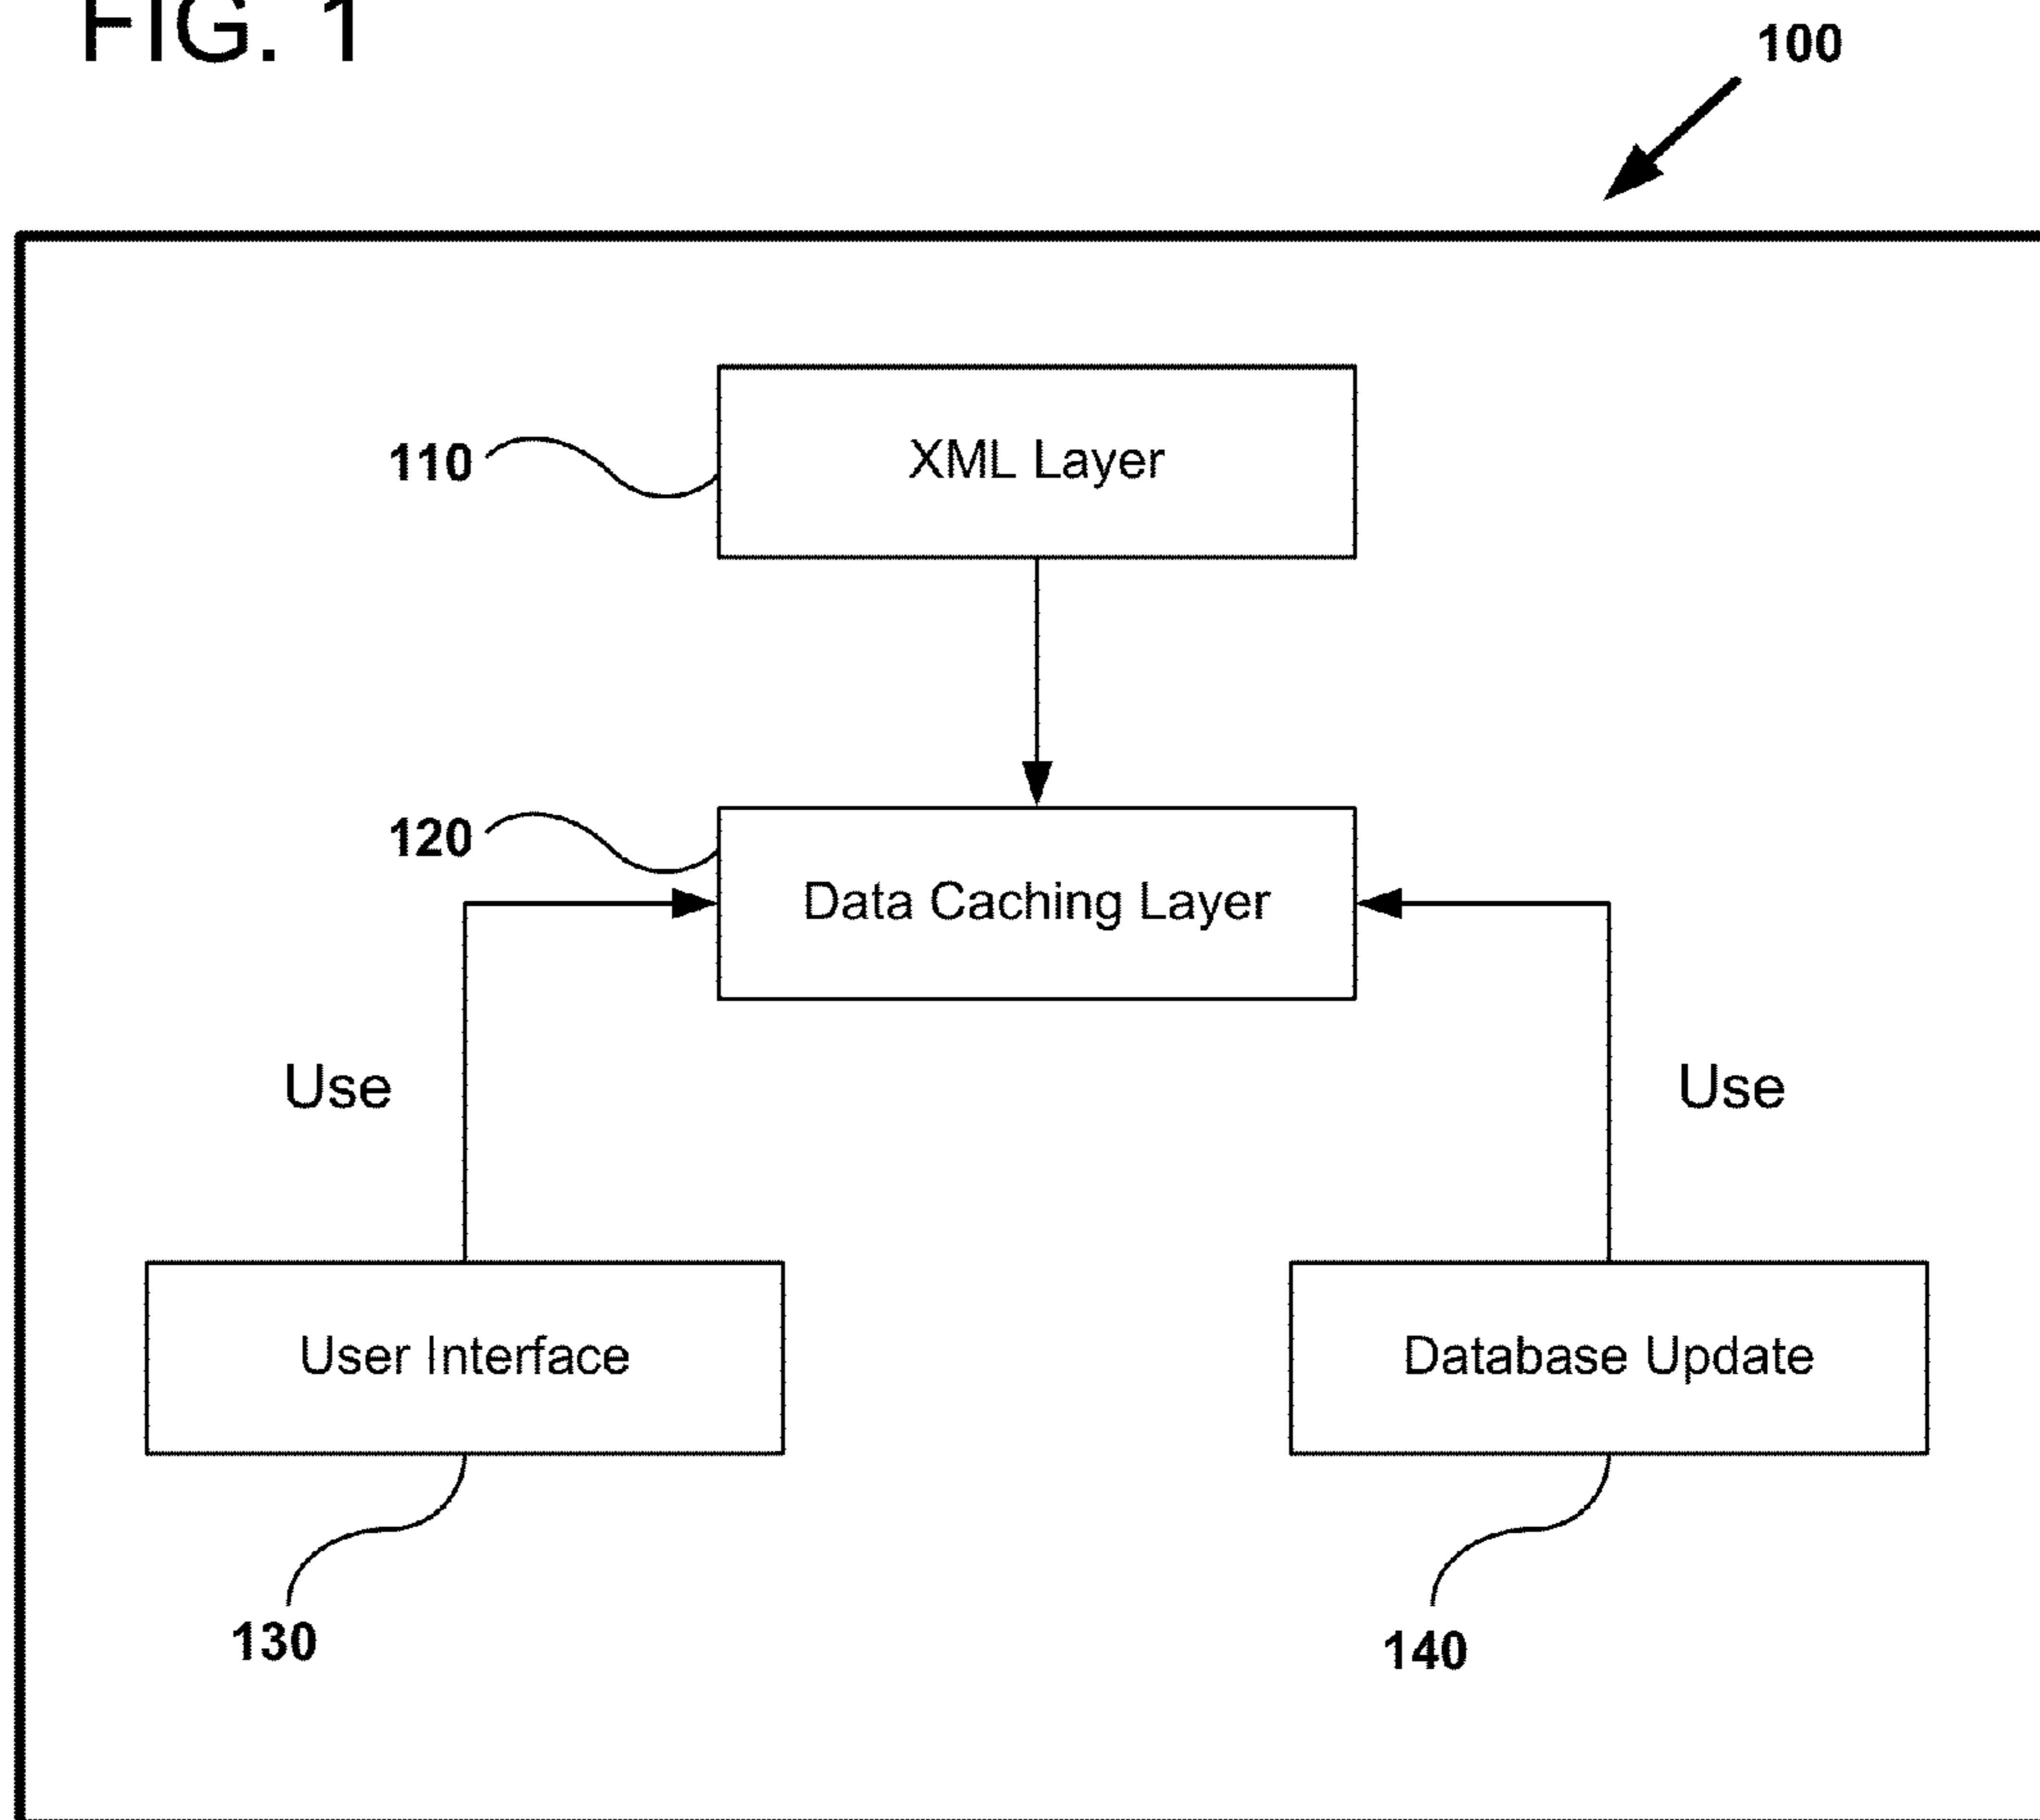 FIG. 1
100
110
XML Layer
120
Data Caching Layer
Use
Use
User Interface
Database Update
130
140